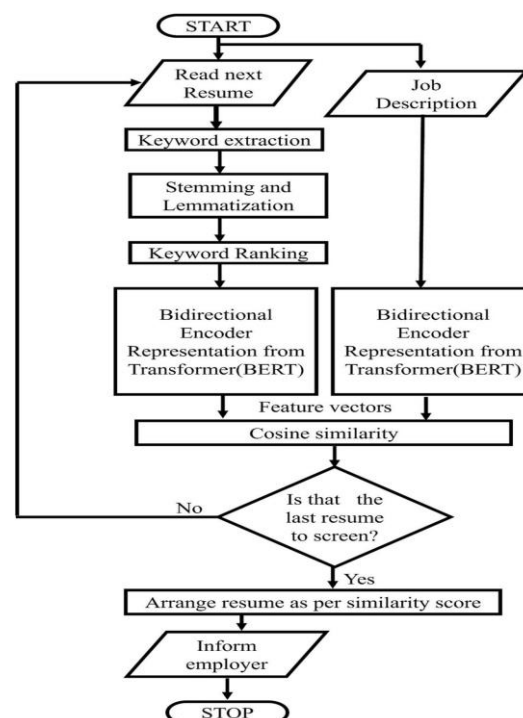 START
Read next
Resume
Job
Description
Keyword extraction
Stemming and
Lemmatization
Keyword Ranking
Bidirectional
Encoder
Representation from
Transformer(BERT)
Bidirectional
Encoder
Representation from
Transformer(BERT)
Feature vectors
Cosine similarity
Is that the
last resume
to screen?
No
Yes
Arrange resume as per similarity score
Inform
employer
STOP